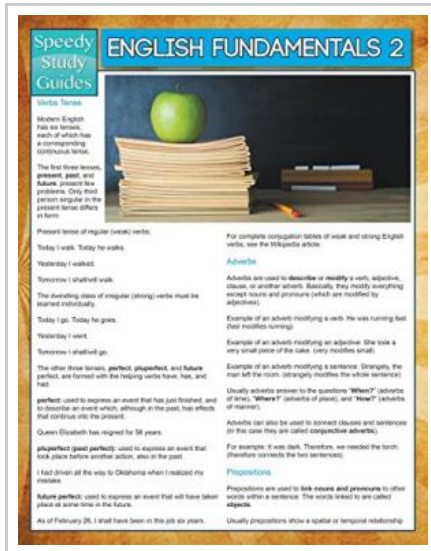 Speedy
Study
Guides
ENGLISH FUNDAMENTALS 2
Verbs Tense
Modern English
has six tenses,
each of which has
a corresponding
continuous tense.
The first three tenses,
present, past, and
future, present few
problems. Only third
person singular in the
present tense differs
in form:
Present tense of regular (weak) verbs:
Today I walk. Today he walks.
Yesterday I walked.
Tomorrow I shall/will walk.
The dwindling class of irregular (strong) verbs must be
learned individually.
Today I go. Today he goes.
Yesterday I went.
Tomorrow I shall/will go.
The other three tenses, perfect, pluperfect, and future
perfect, are formed with the helping verbs have, has, and
had.
perfect: used to express an event that has just finished, and
to describe an event which, although in the past, has effects
that continue into the present.
Queen Elizabeth has reigned for 56 years.
pluperfect (past perfect): used to express an event that
took place before another action, also in the past.
I had driven all the way to Oklahoma when I realized my
mistake.
future perfect: used to express an event that will have taken
place at some time in the future.
As of February 26, I shall have been in this job six years.
For complete conjugation tables of weak and strong English
verbs, see the Wikipedia article.
Adverbs
Adverbs are used to describe or modify a verb, adjective,
clause, or another adverb. Basically, they modify everything
except nouns and pronouns (which are modified by
adjectives).
Example of an adverb modifying a verb: He was running fast.
(fast modifies running)
Example of an adverb modifying an adjective: She took a
very small piece of the cake. (very modifies small)
Example of an adverb modifying a sentence: Strangely, the
man left the room. (strangely modifies the whole sentence)
Usually adverbs answer to the questions "When?" (adverbs
of time), "Where?" (adverbs of place), and "How?" (adverbs
of manner).
Adverbs can also be used to connect clauses and sentences
(in this case they are called conjunctive adverbs).
For example: It was dark. Therefore, we needed the torch.
(therefore connects the two sentences).
Prepositions
Prepositions are used to link nouns and pronouns to other
words within a sentence. The words linked to are called
objects.
Usually prepositions show a spatial or temporal relationship